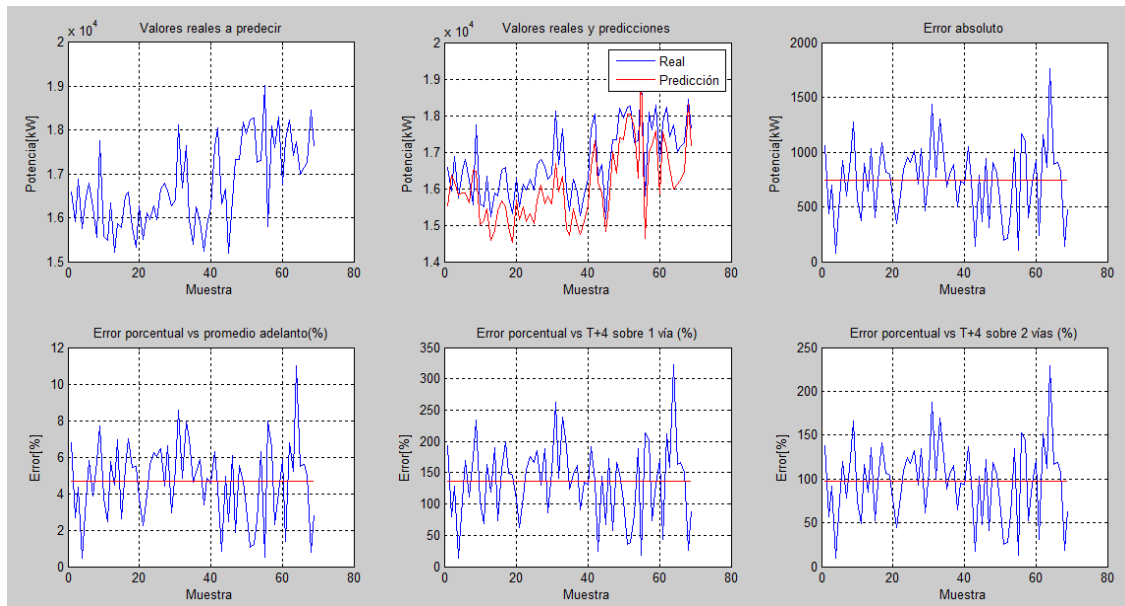 Valores reales a predecir
x 10⁴
2
1.9
1.8
1.7
1.6
1.5
Potencia[kW]
0 20 40 60 80
Muestra
Valores reales y predicciones
x 10⁴
2
1.9
1.8
1.7
1.6
1.5
1.4
Potencia[kW]
Real
Predicción
0 20 40 60 80
Muestra
Error absoluto
2000
1500
1000
500
0
Potencia[kW]
0 20 40 60 80
Muestra
Error porcentual vs promedio adelanto(%)
12
10
8
6
4
2
0
Error[%]
0 20 40 60 80
Muestra
Error porcentual vs T+4 sobre 1 vía (%)
350
300
250
200
150
100
50
0
Error[%]
0 20 40 60 80
Muestra
Error porcentual vs T+4 sobre 2 vías (%)
250
200
150
100
50
0
Error[%]
0 20 40 60 80
Muestra